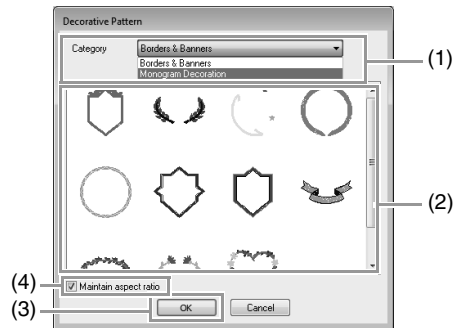 Decorative Pattern
Category Borders & Banners
Borders & Banners
Monogram Decoration
(1)
(2)
(4) Maintain aspect ratio
(3) OK Cancel